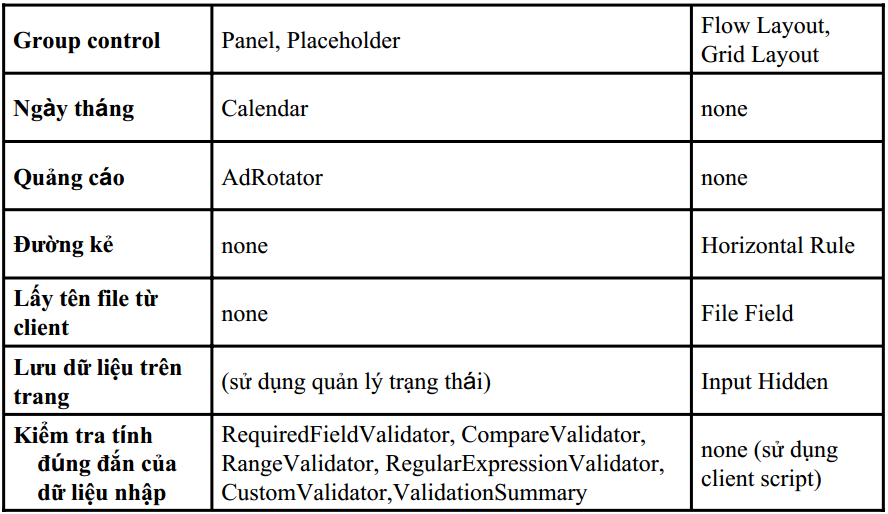 Group control
Panel, Placeholder
Flow Layout,
Grid Layout
Ngày tháng
Calendar
none
Quảng cáo
AdRotator
none
Đường kẻ
none
Horizontal Rule
Lấy tên file từ
client
none
File Field
Lưu dữ liệu trên
trang
(sử dụng quản lý trạng thái)
Input Hidden
Kiểm tra tính
đúng đắn của
dữ liệu nhập
RequiredFieldValidator, CompareValidator,
RangeValidator, RegularExpressionValidator,
CustomValidator,ValidationSummary
none (sử dụng
client script)